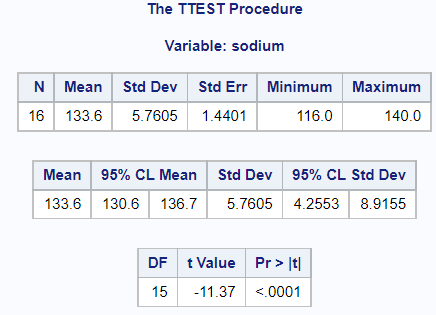 The TTEST Procedure
Variable: sodium
N Mean Std Dev Std Err Minimum Maximum
16 133.6 5.7605 1.4401 116.0 140.0
Mean 95% CL Mean Std Dev 95% CL Std Dev
133.6 130.6 136.7 5.7605 4.2553 8.9155
DF t Value Pr > |t|
15 -11.37 <.0001